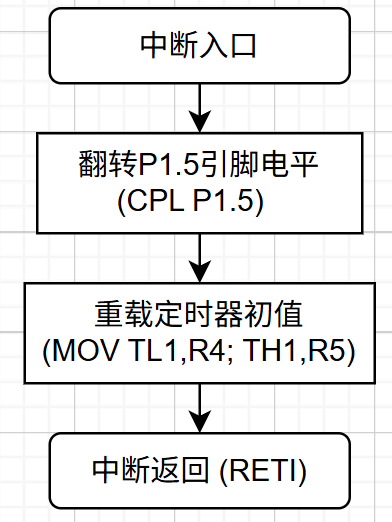 中断入口
翻转P1.5引脚电平
(CPL P1.5)
重载定时器初值
(MOV TL1,R4; TH1,R5)
中断返回 (RETI)